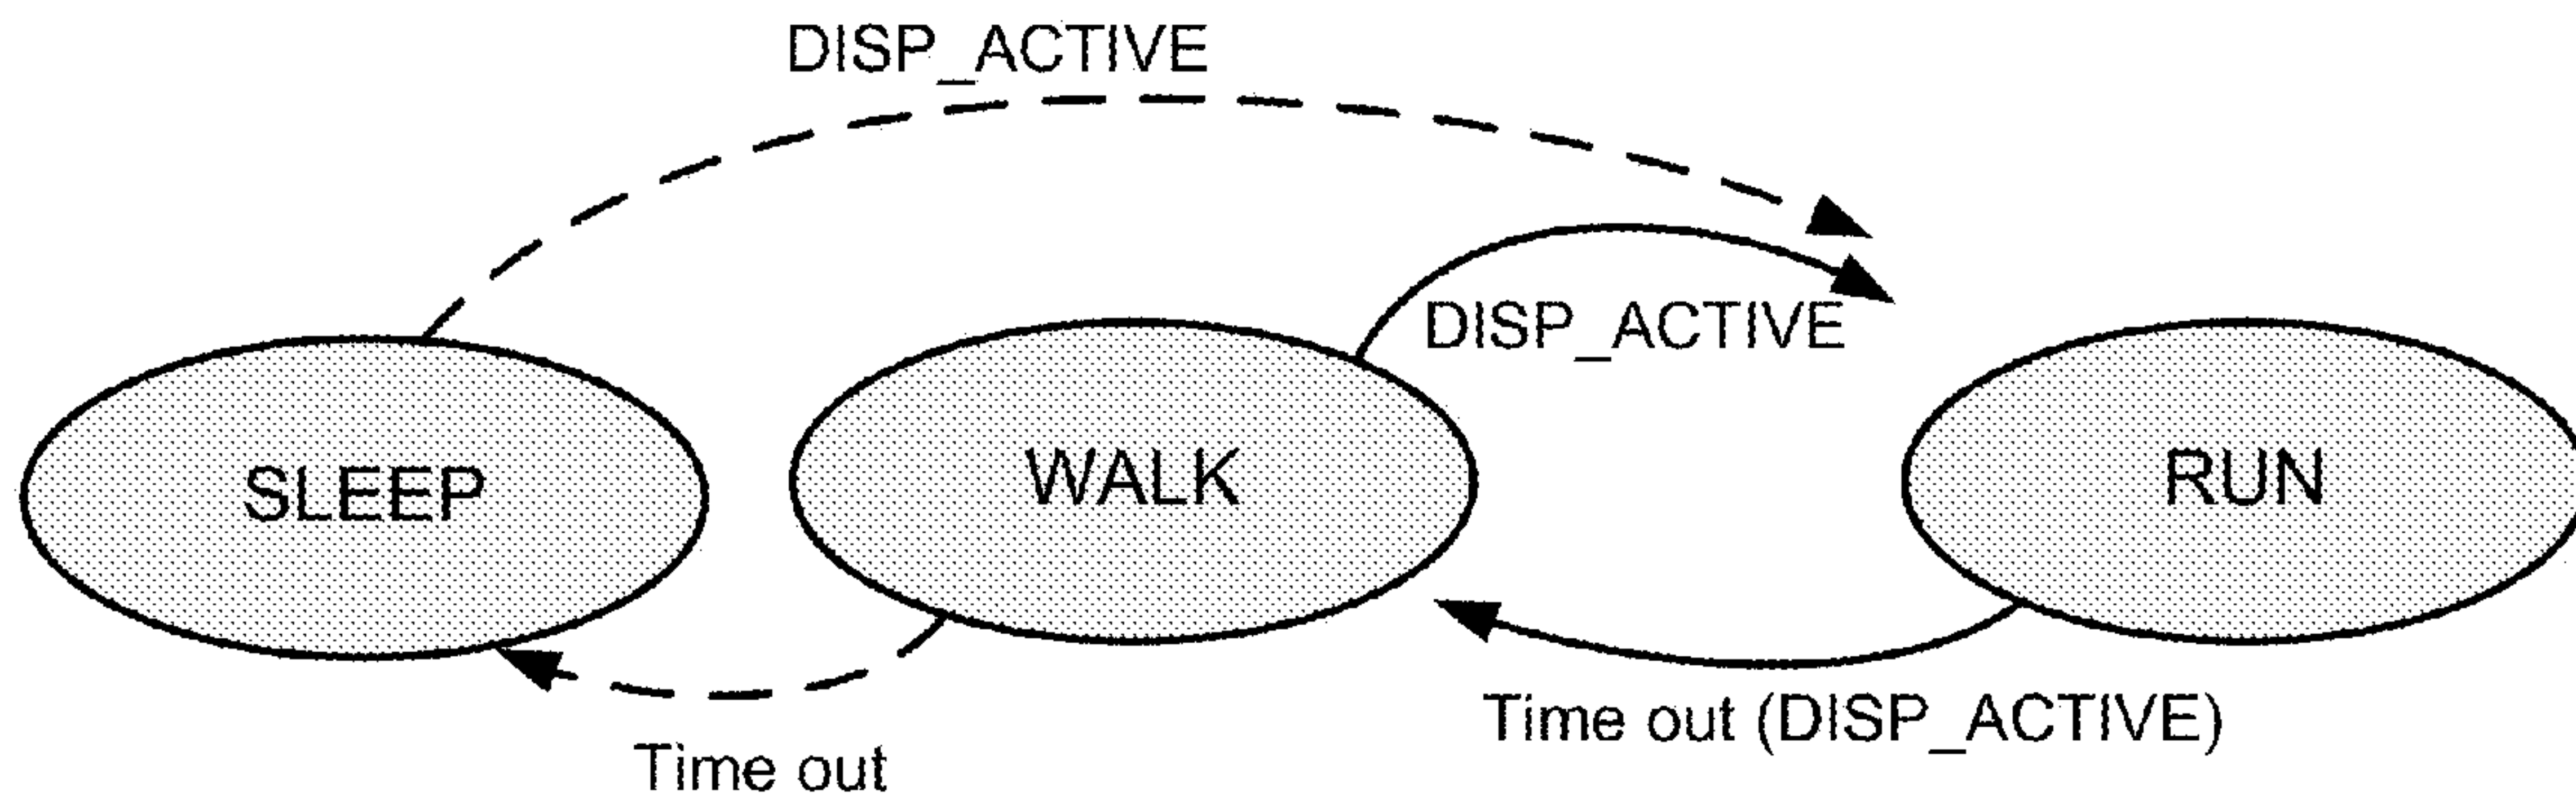 DISP_ACTIVE
DISP_ACTIVE
SLEEP
WALK
RUN
Time out (DISP_ACTIVE)
Time out